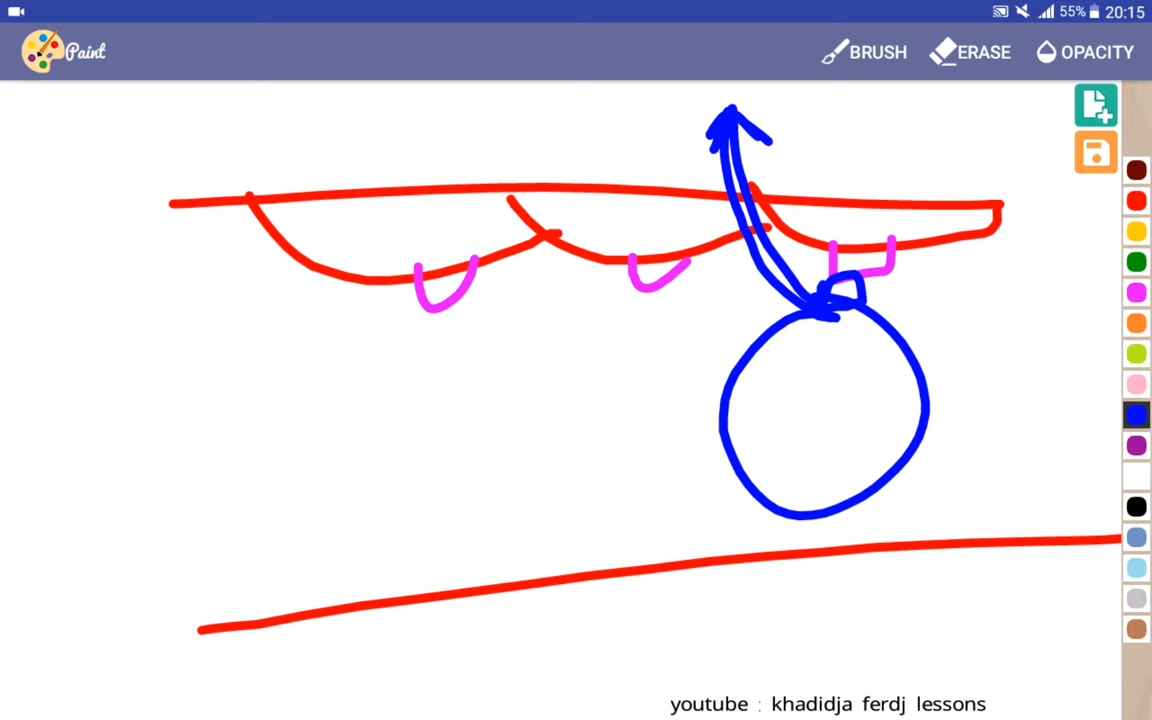 55% 20:15
Paint BRUSH ERASE OPACITY
youtube : khadidja ferdj lessons